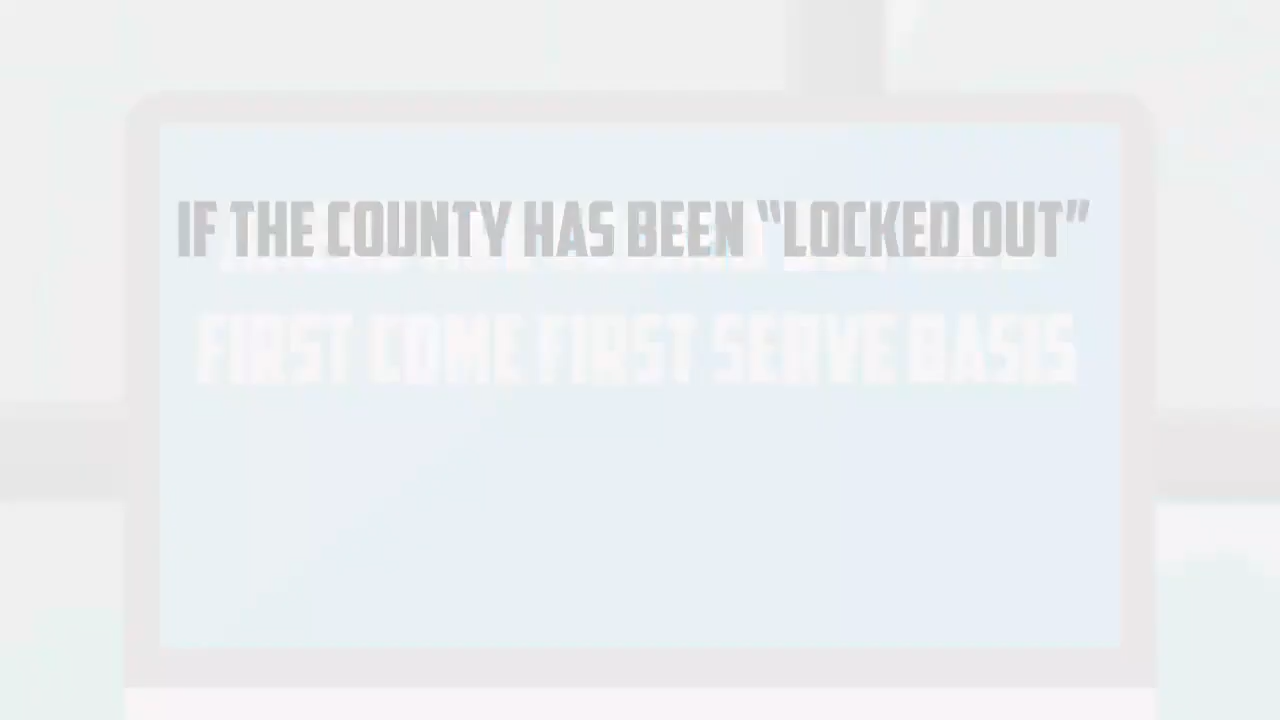 IF THE COUNTY HAS BEEN “LOCKED OUT”
FIRST COME FIRST SERVE BASIS